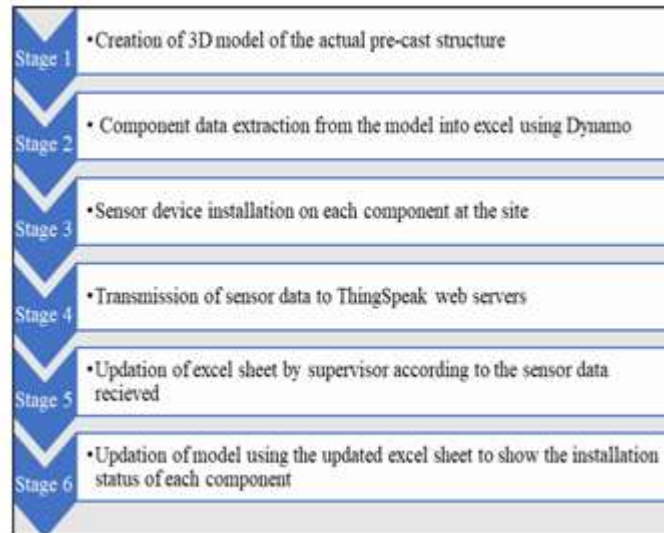 Stage 1
•Creation of 3D model of the actual pre-cast structure
Stage 2
• Component data extraction from the model into excel using Dynamo
Stage 3
•Sensor device installation on each component at the site
Stage 4
•Transmission of sensor data to ThingSpeak web servers
Stage 5
•Updation of excel sheet by supervisor according to the sensor data
recieved
Stage 6
•Updation of model using the updated excel sheet to show the installation
status of each component